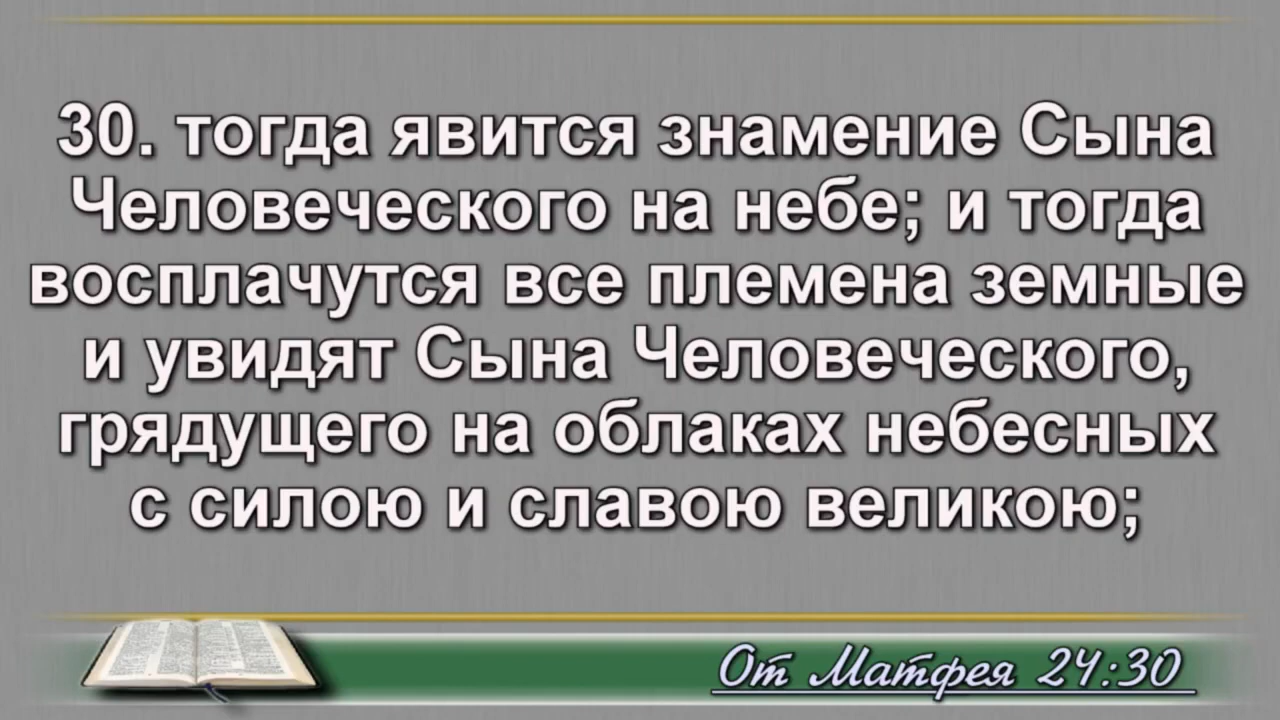 30. тогда явится знамение Сына
Человеческого на небе; и тогда
восплачутся все племена земные
и увидят Сына Человеческого,
грядущего на облаках небесных
с силою и славою великою;
От Матфея 24:30